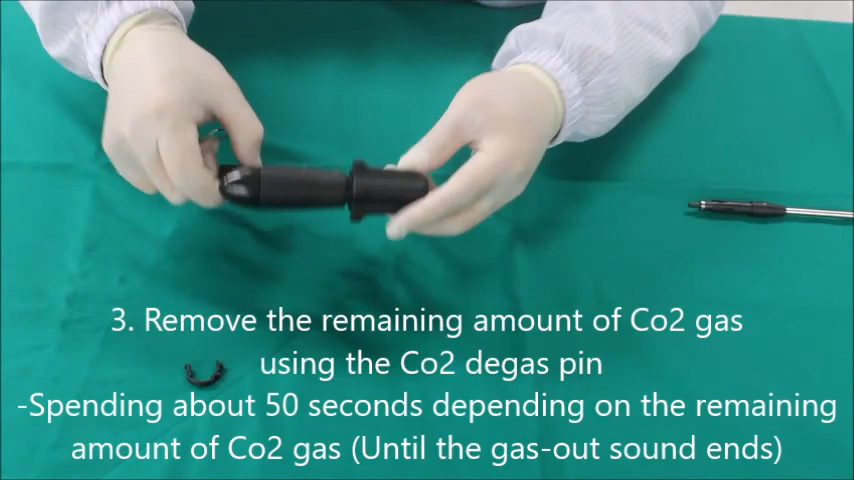 3. Remove the remaining amount of Co2 gas
using the Co2 degas pin
-Spending about 50 seconds depending on the remaining
amount of Co2 gas (Until the gas-out sound ends)